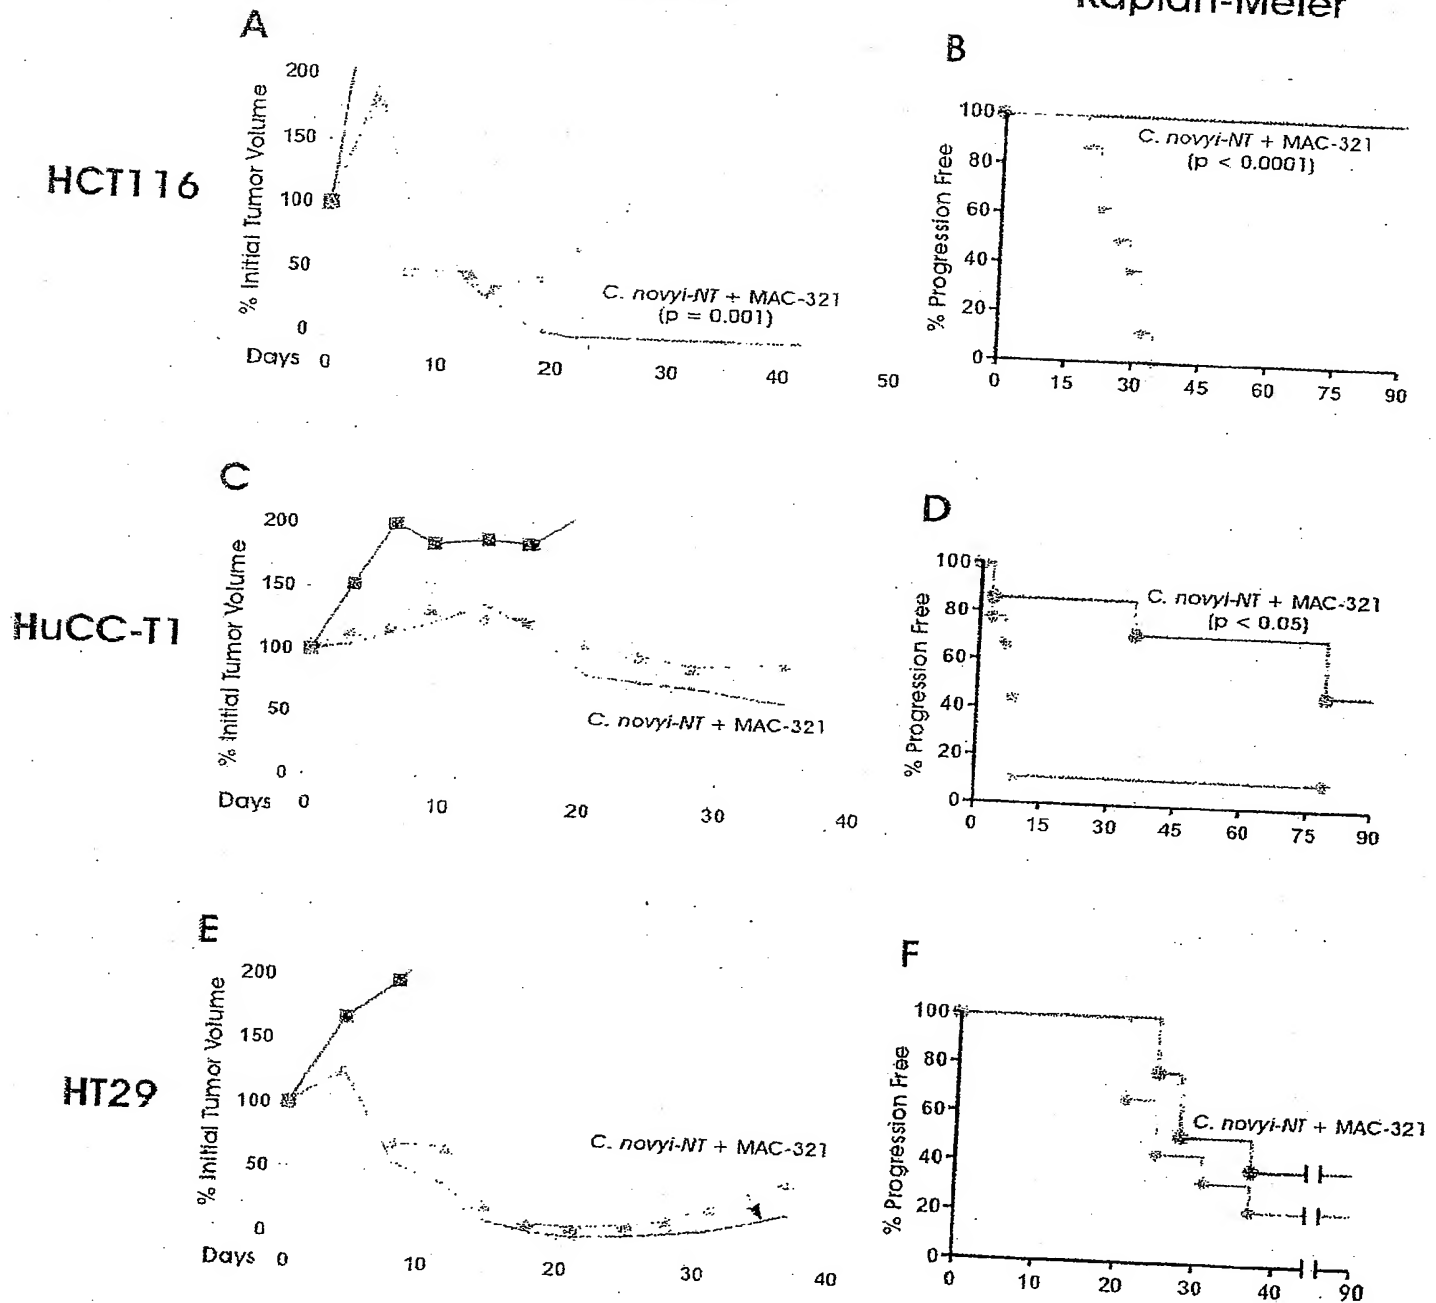 Kaplan-Meier
A
B
HCT116
% Initial Tumor Volume
200
150
100
50
0
Days 0 10 20 30 40 50
C. novyi-NT + MAC-321
(p = 0.001)
% Progression Free
100
80
60
40
20
0
0 15 30 45 60 75 90
C. novyi-NT + MAC-321
(p < 0.0001)
C
D
HuCC-T1
% Initial Tumor Volume
200
150
100
50
0
Days 0 10 20 30 40
C. novyi-NT + MAC-321
% Progression Free
100
80
60
40
20
0
0 15 30 45 60 75 90
C. novyi-NT + MAC-321
(p < 0.05)
E
F
HT29
% Initial Tumor Volume
200
150
100
50
0
Days 0 10 20 30 40
C. novyi-NT + MAC-321
% Progression Free
100
80
60
40
20
0
0 10 20 30 40 90
C. novyi-NT + MAC-321